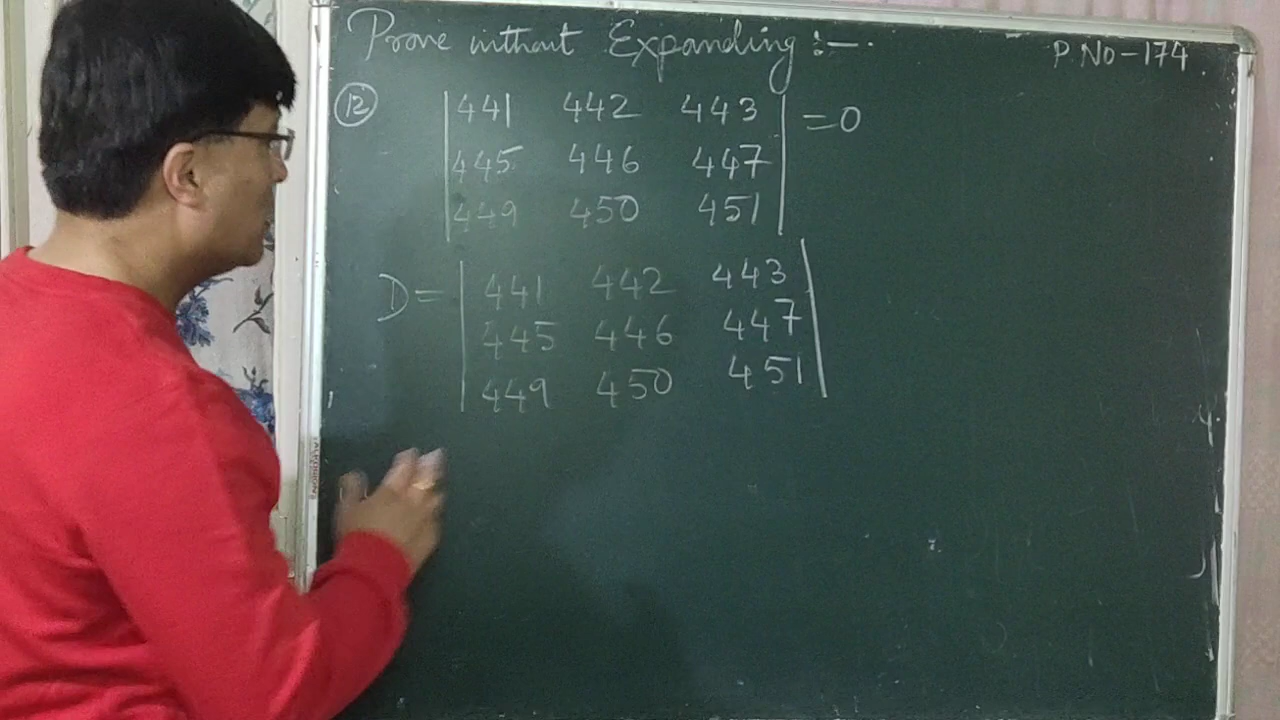 Prove without Expanding :—.
P.No-174.
12 | 441 442 443 | =0
| 445 446 447 |
| 449 450 451 |
D= | 441 442 443 |
| 445 446 447 |
| 449 450 451 |